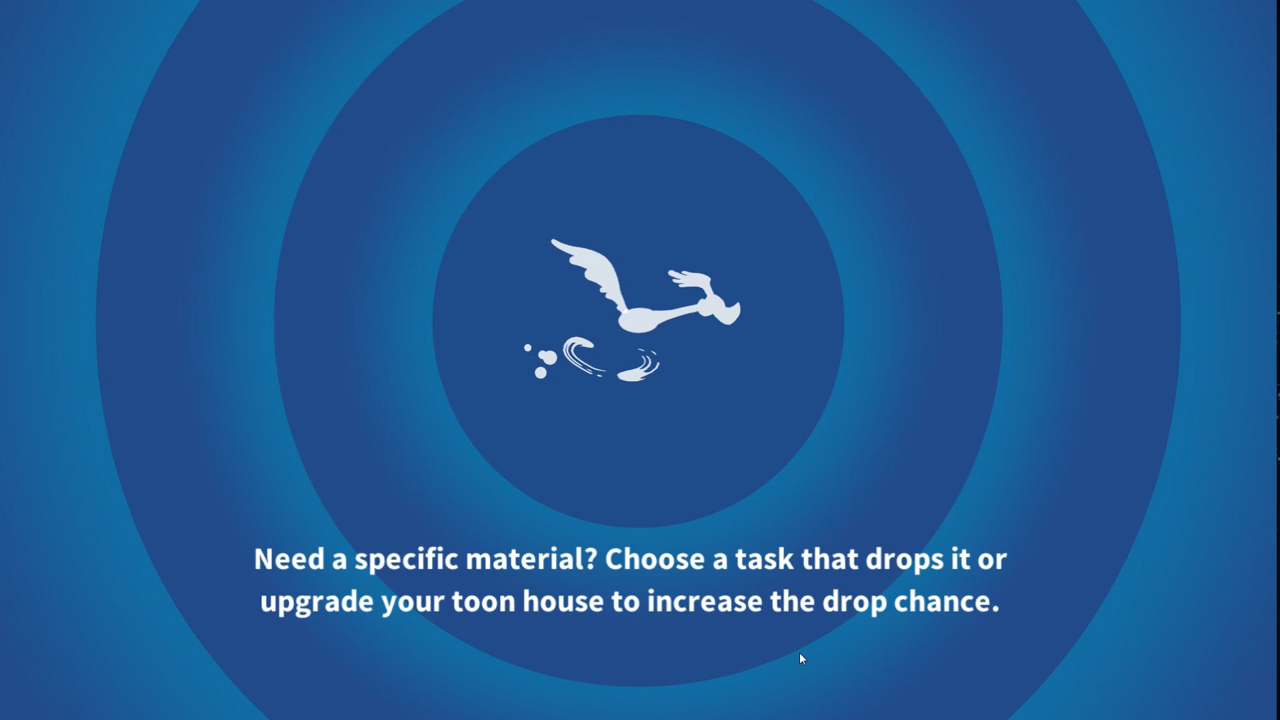 Need a specific material? Choose a task that drops it or
upgrade your toon house to increase the drop chance.